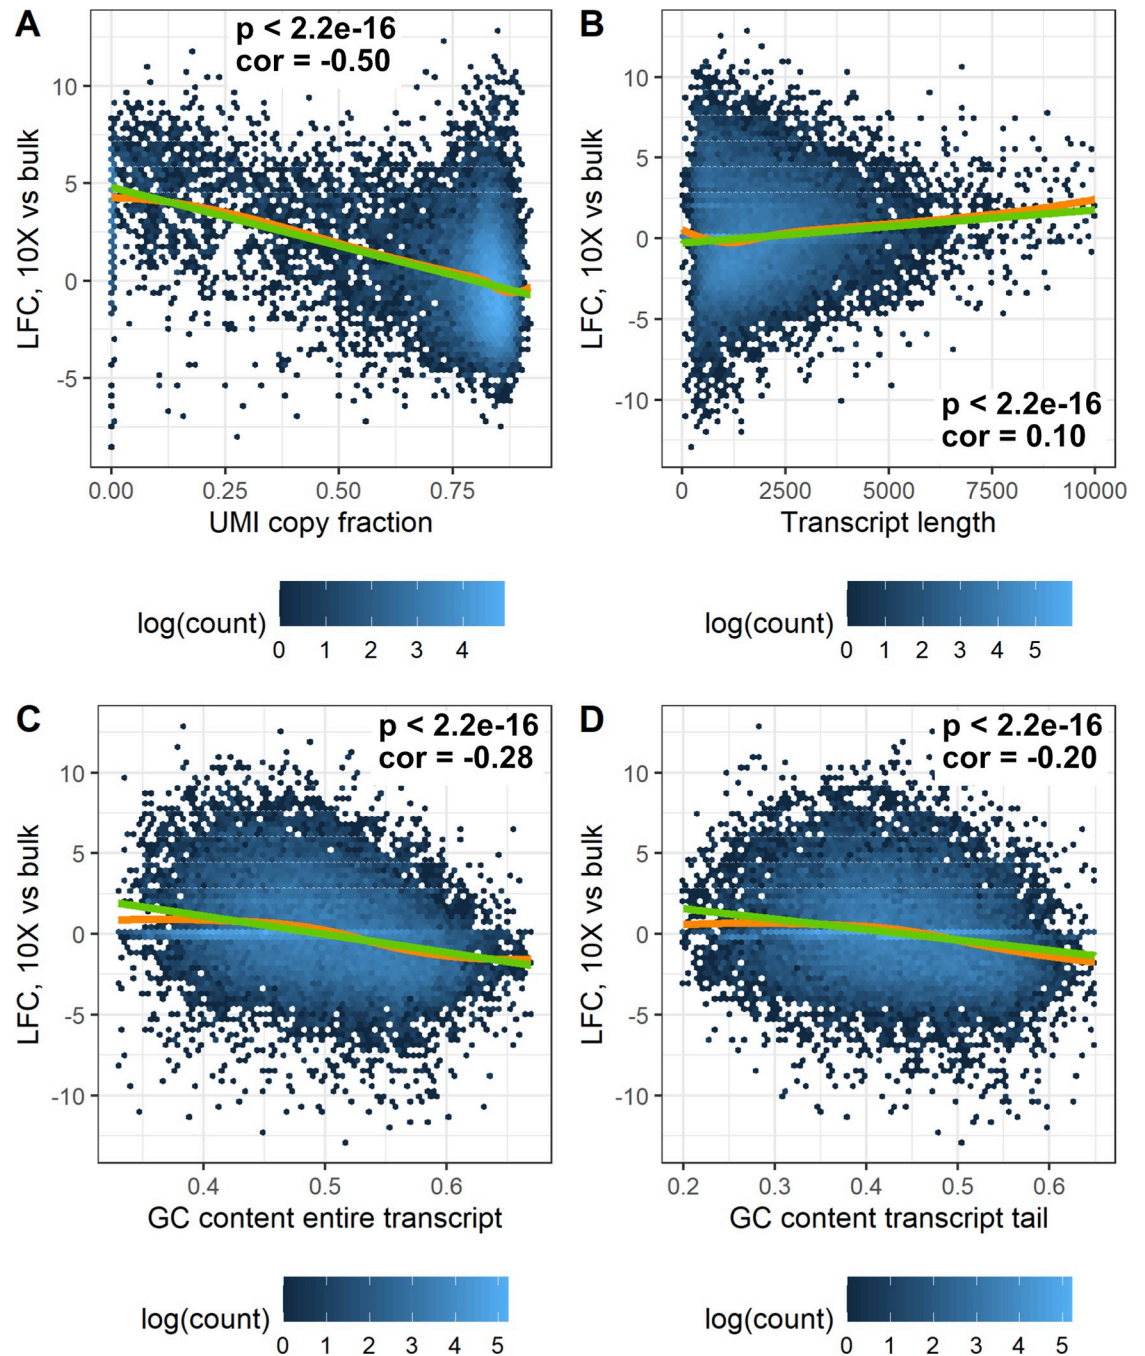 A
p < 2.2e-16
cor = -0.50
LFC, 10X vs bulk
10
5
0
-5
0.00 0.25 0.50 0.75
UMI copy fraction
log(count)
0 1 2 3 4
B
LFC, 10X vs bulk
10
5
0
-5
-10
p < 2.2e-16
cor = 0.10
0 2500 5000 7500 10000
Transcript length
log(count)
0 1 2 3 4 5
C
p < 2.2e-16
cor = -0.28
LFC, 10X vs bulk
10
5
0
-5
-10
0.4 0.5 0.6
GC content entire transcript
log(count)
0 1 2 3 4 5
D
p < 2.2e-16
cor = -0.20
LFC, 10X vs bulk
10
5
0
-5
-10
0.2 0.3 0.4 0.5 0.6
GC content transcript tail
log(count)
0 1 2 3 4 5